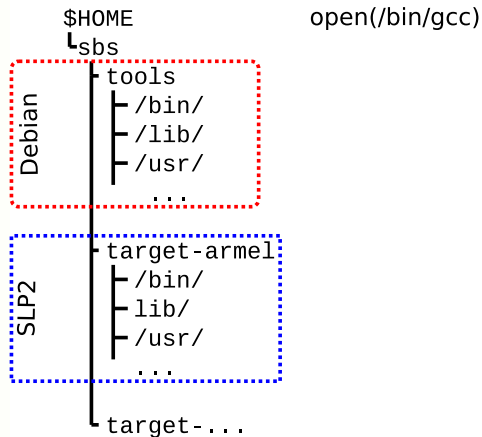 $HOME
open(/bin/gcc)
sbs
Debian
tools
/bin/
/lib/
/usr/
...
SLP2
target-armel
/bin/
lib/
/usr/
...
target-...